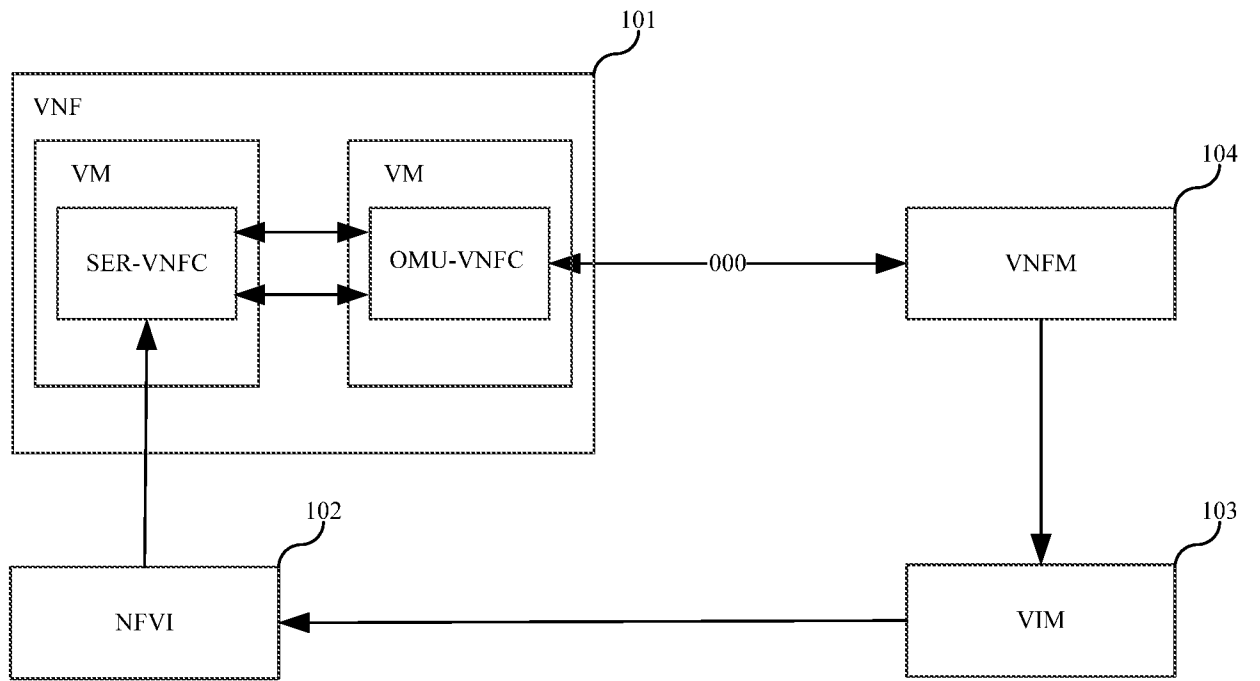 101
VNF
VM
VM
104
SER-VNFC
OMU-VNFC
000
VNFM
102
103
NFVI
VIM